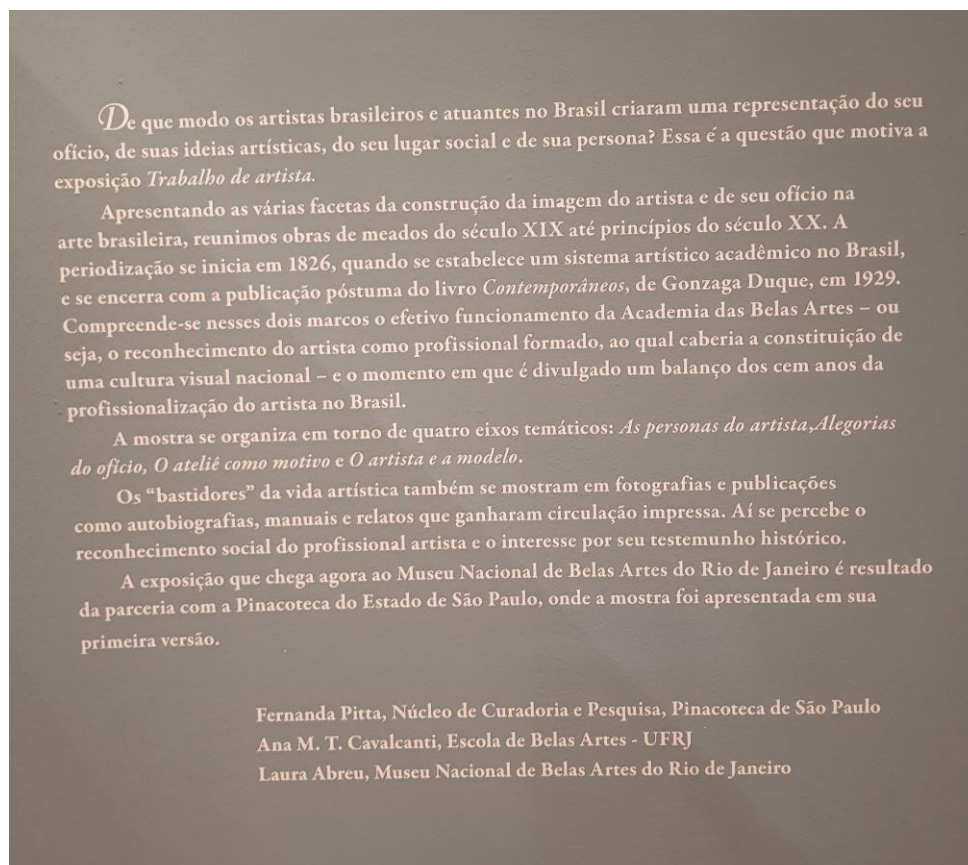 De que modo os artistas brasileiros e atuantes no Brasil criaram uma representação do seu
ofício, de suas ideias artísticas, do seu lugar social e de sua persona? Essa é a questão que motiva a
exposição Trabalho de artista.
Apresentando as várias facetas da construção da imagem do artista e de seu ofício na
arte brasileira, reunimos obras de meados do século XIX até princípios do século XX. A
periodização se inicia em 1826, quando se estabelece um sistema artístico acadêmico no Brasil,
e se encerra com a publicação póstuma do livro Contemporâneos, de Gonzaga Duque, em 1929.
Compreende-se nesses dois marcos o efetivo funcionamento da Academia das Belas Artes – ou
seja, o reconhecimento do artista como profissional formado, ao qual caberia a constituição de
uma cultura visual nacional – e o momento em que é divulgado um balanço dos cem anos da
profissionalização do artista no Brasil.
A mostra se organiza em torno de quatro eixos temáticos: As personas do artista,Alegorias
do ofício, O ateliê como motivo e O artista e a modelo.
Os “bastidores” da vida artística também se mostram em fotografias e publicações
como autobiografias, manuais e relatos que ganharam circulação impressa. Aí se percebe o
reconhecimento social do profissional artista e o interesse por seu testemunho histórico.
A exposição que chega agora ao Museu Nacional de Belas Artes do Rio de Janeiro é resultado
da parceria com a Pinacoteca do Estado de São Paulo, onde a mostra foi apresentada em sua
primeira versão.
Fernanda Pitta, Núcleo de Curadoria e Pesquisa, Pinacoteca de São Paulo
Ana M. T. Cavalcanti, Escola de Belas Artes - UFRJ
Laura Abreu, Museu Nacional de Belas Artes do Rio de Janeiro